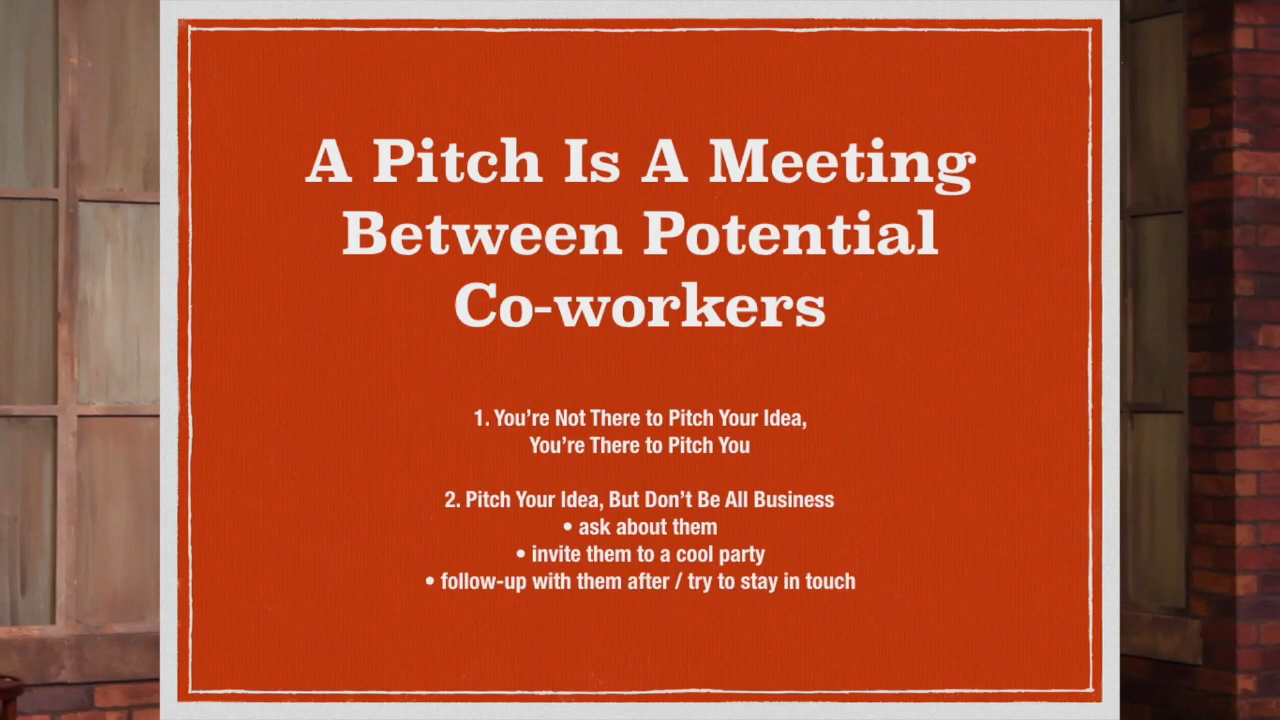 A Pitch Is A Meeting
Between Potential
Co-workers
1. You’re Not There to Pitch Your Idea,
You’re There to Pitch You
2. Pitch Your Idea, But Don’t Be All Business
• ask about them
• invite them to a cool party
• follow-up with them after / try to stay in touch